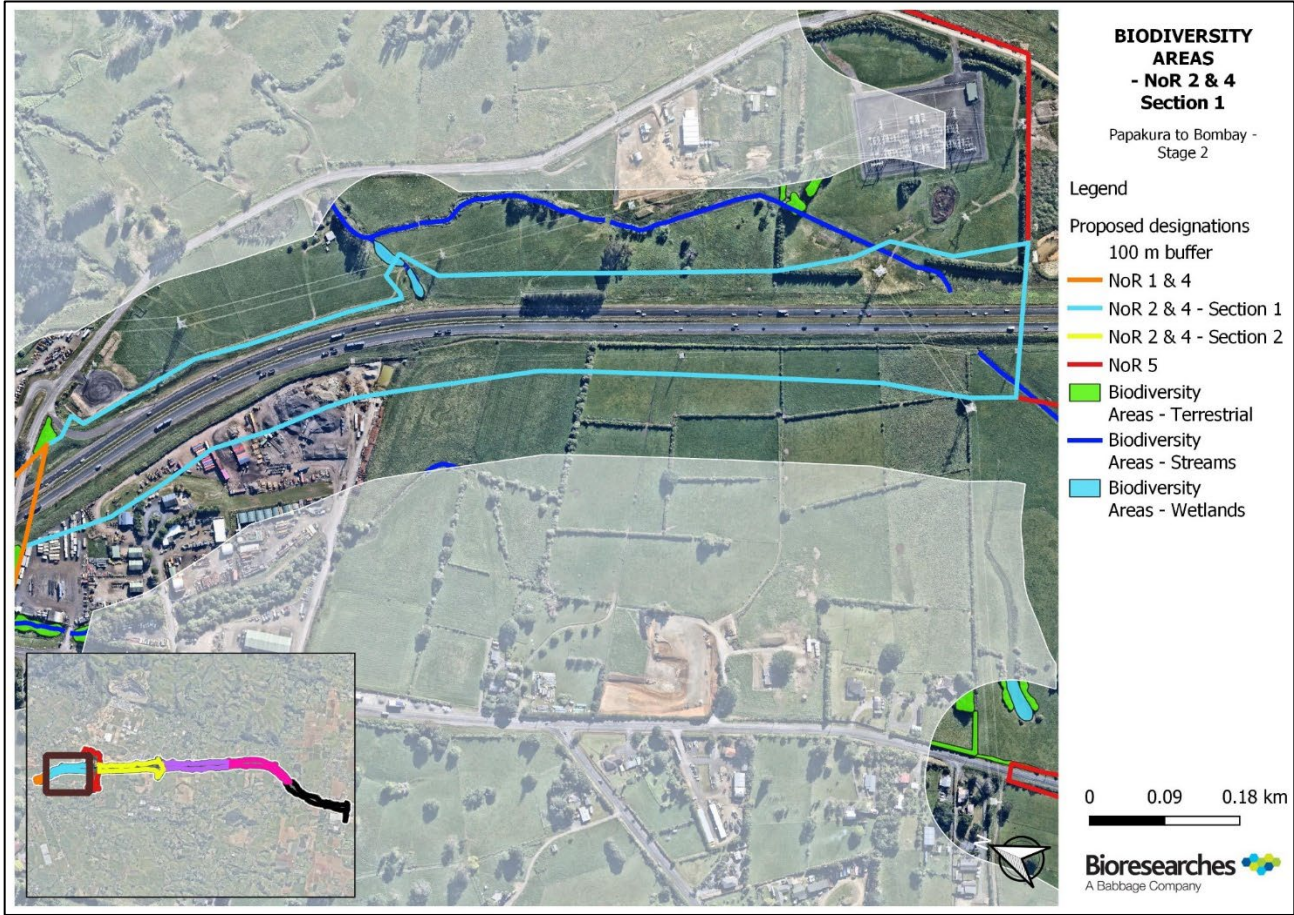 BIODIVERSITY
AREAS
- NoR 2 & 4
Section 1
Papakura to Bombay -
Stage 2
Legend
Proposed designations
100 m buffer
NoR 1 & 4
NoR 2 & 4 - Section 1
NoR 2 & 4 - Section 2
NoR 5
Biodiversity
Areas - Terrestrial
Biodiversity
Areas - Streams
Biodiversity
Areas - Wetlands
0 0.09 0.18 km
N
Bioresearches
A Babbage Company